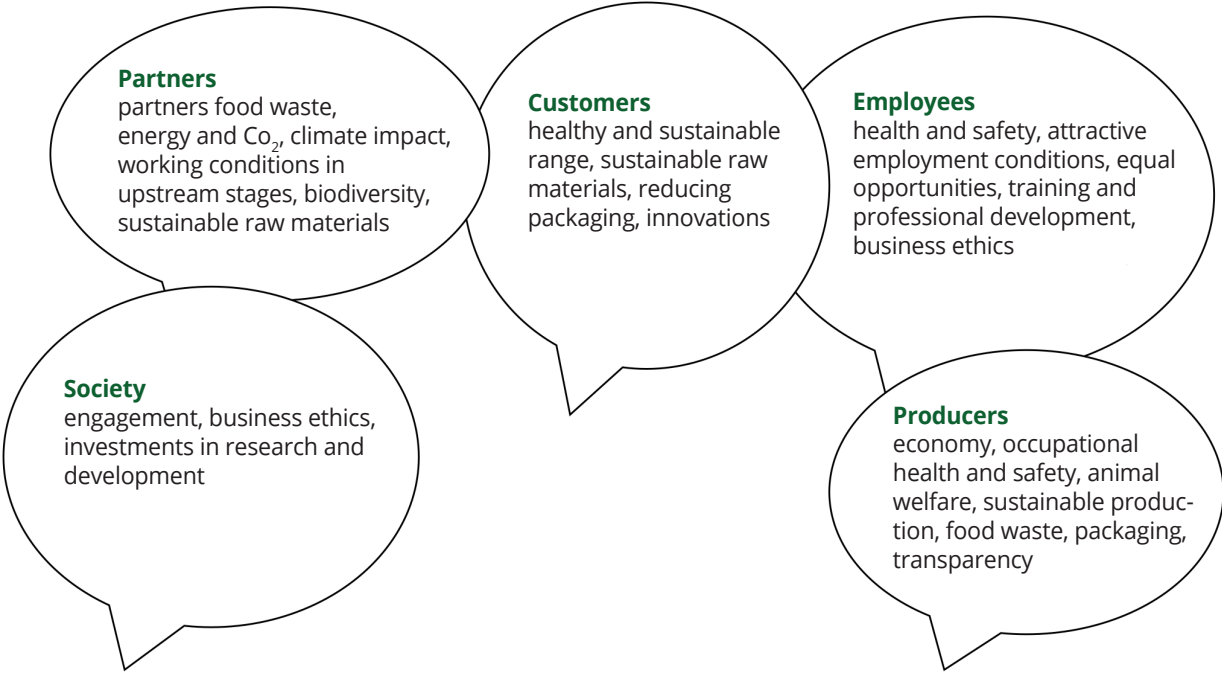 Partners
partners food waste,
energy and Co₂, climate impact,
working conditions in
upstream stages, biodiversity,
sustainable raw materials
Customers
healthy and sustainable
range, sustainable raw
materials, reducing
packaging, innovations
Employees
health and safety, attractive
employment conditions, equal
opportunities, training and
professional development,
business ethics
Society
engagement, business ethics,
investments in research and
development
Producers
economy, occupational
health and safety, animal
welfare, sustainable produc-
tion, food waste, packaging,
transparency